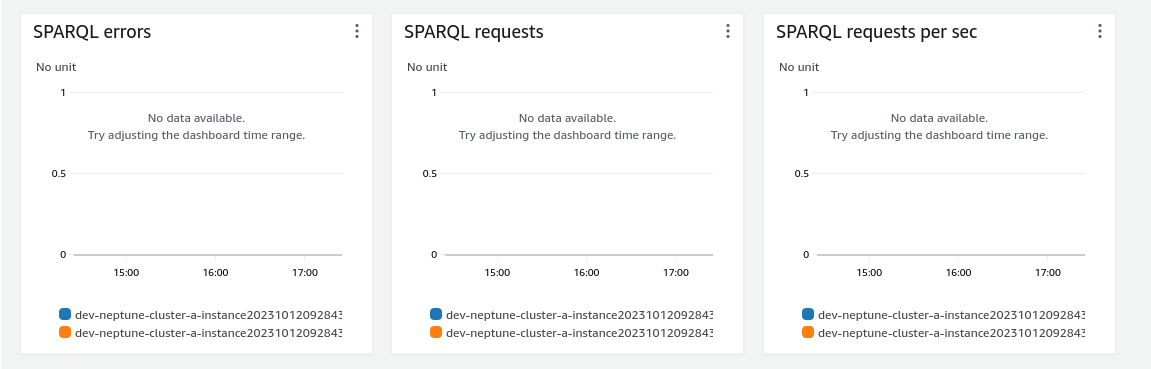 SPARQL errors
No unit
1
No data available.
Try adjusting the dashboard time range.
0.5
0
15:00 16:00 17:00
dev-neptune-cluster-a-instance20231012092843
dev-neptune-cluster-a-instance20231012092843
SPARQL requests
No unit
1
No data available.
Try adjusting the dashboard time range.
0.5
0
15:00 16:00 17:00
dev-neptune-cluster-a-instance20231012092843
dev-neptune-cluster-a-instance20231012092843
SPARQL requests per sec
No unit
1
No data available.
Try adjusting the dashboard time range.
0.5
0
15:00 16:00 17:00
dev-neptune-cluster-a-instance20231012092843
dev-neptune-cluster-a-instance20231012092843